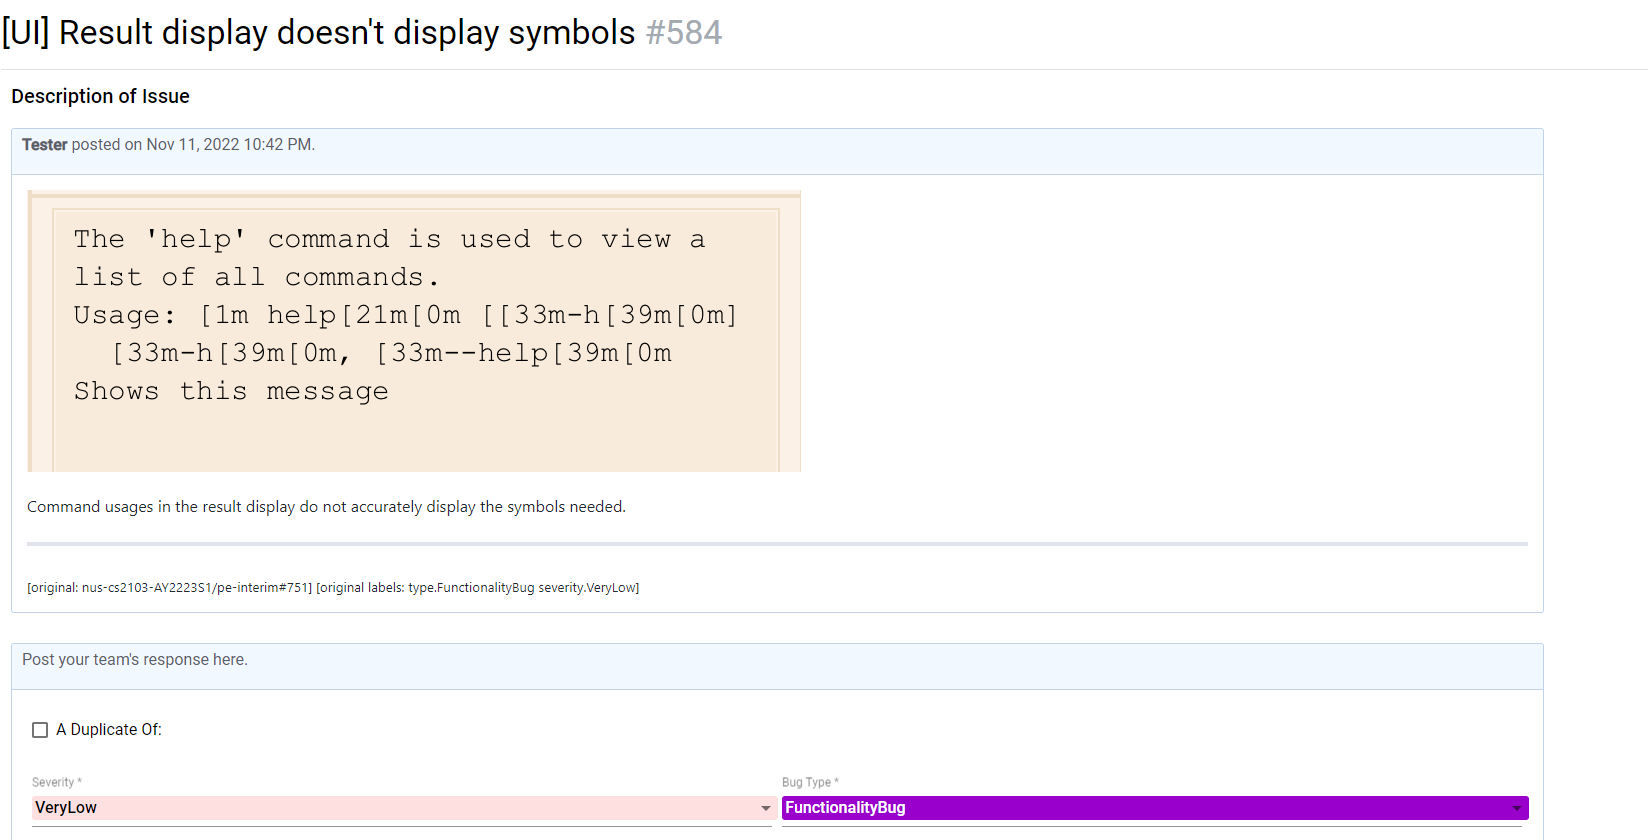 [UI] Result display doesn't display symbols #584
Description of Issue
Tester posted on Nov 11, 2022 10:42 PM.
The 'help' command is used to view a
list of all commands.
Usage: [1m help[21m[0m [[33m-h[39m[0m]
[33m-h[39m[0m, [33m--help[39m[0m
Shows this message
Command usages in the result display do not accurately display the symbols needed.
[original: nus-cs2103-AY2223S1/pe-interim#751] [original labels: type.FunctionalityBug severity.VeryLow]
Post your team's response here.
A Duplicate Of:
Severity *
Bug Type *
VeryLow
FunctionalityBug